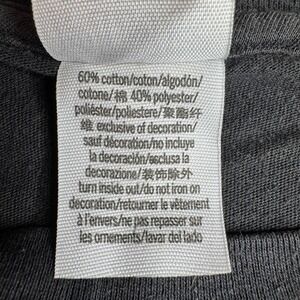 60% cotton/coton/algodón/
cotone/棉 40% polyester/
poliéster/poliestere/聚酯纤
维 exclusive of decoration/
sauf décoration/no incluye
la decoración/esclusa la
decorazione/装饰除外
turn inside out/do not iron on
decoration/retourner le vêtement
à l'envers/ne pas repasser sur
les ornements/lavar del lado